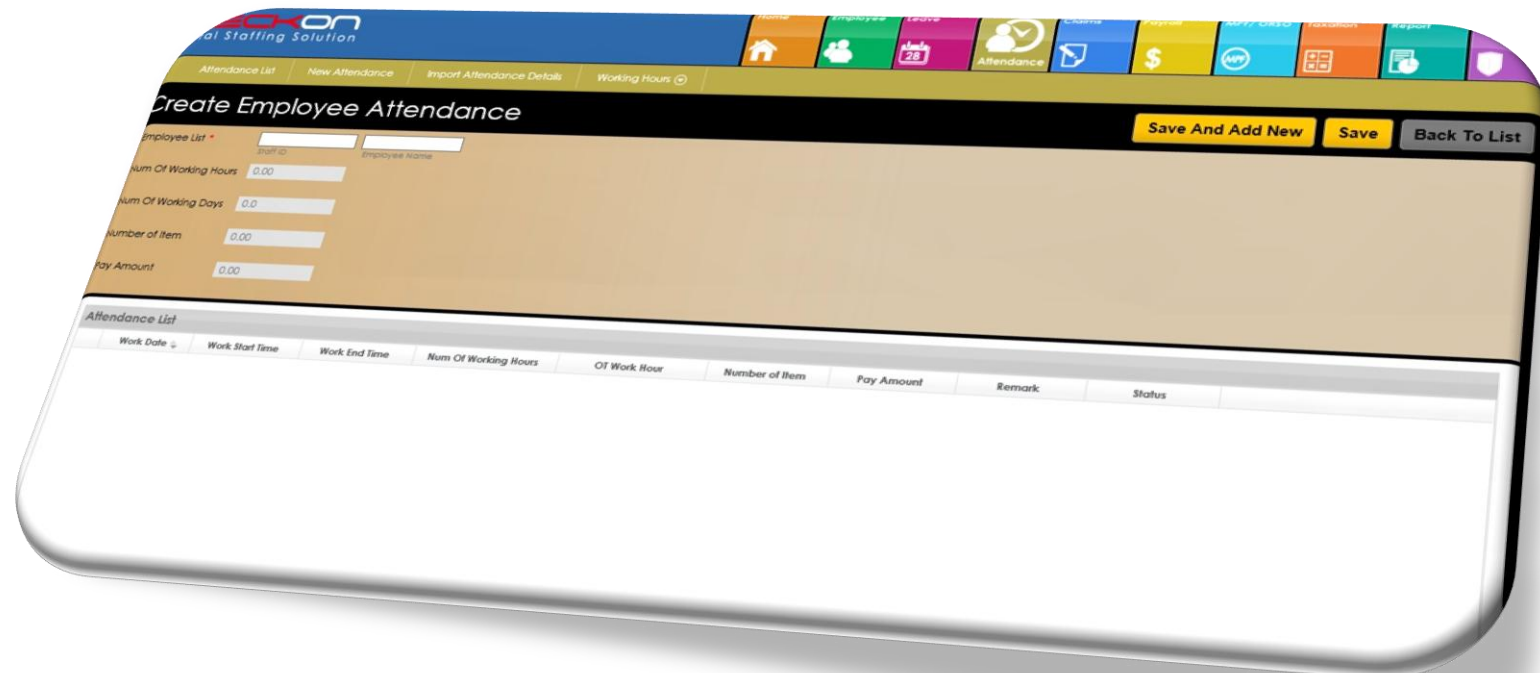 ECKON
al Staffing Solution
Home
Employee
Leave
28
Attendance
Claims
Payroll
$
MPF/ ORSO
MPF
Taxation
Report
Attendance List
New Attendance
Import Attendance Details
Working Hours
Create Employee Attendance
Save And Add New
Save
Back To List
Employee List *
Staff ID
Employee Name
Num Of Working Hours
0.00
Num Of Working Days
0.0
Number of Item
0.00
Pay Amount
0.00
Attendance List
Work Date
Work Start Time
Work End Time
Num Of Working Hours
OT Work Hour
Number of Item
Pay Amount
Remark
Status